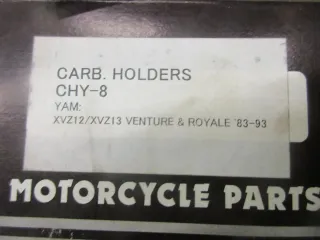 CARB. HOLDERS
CHY-8
YAM:
XVZ12/XVZ13 VENTURE & ROYALE '83-93
MOTORCYCLE PARTS